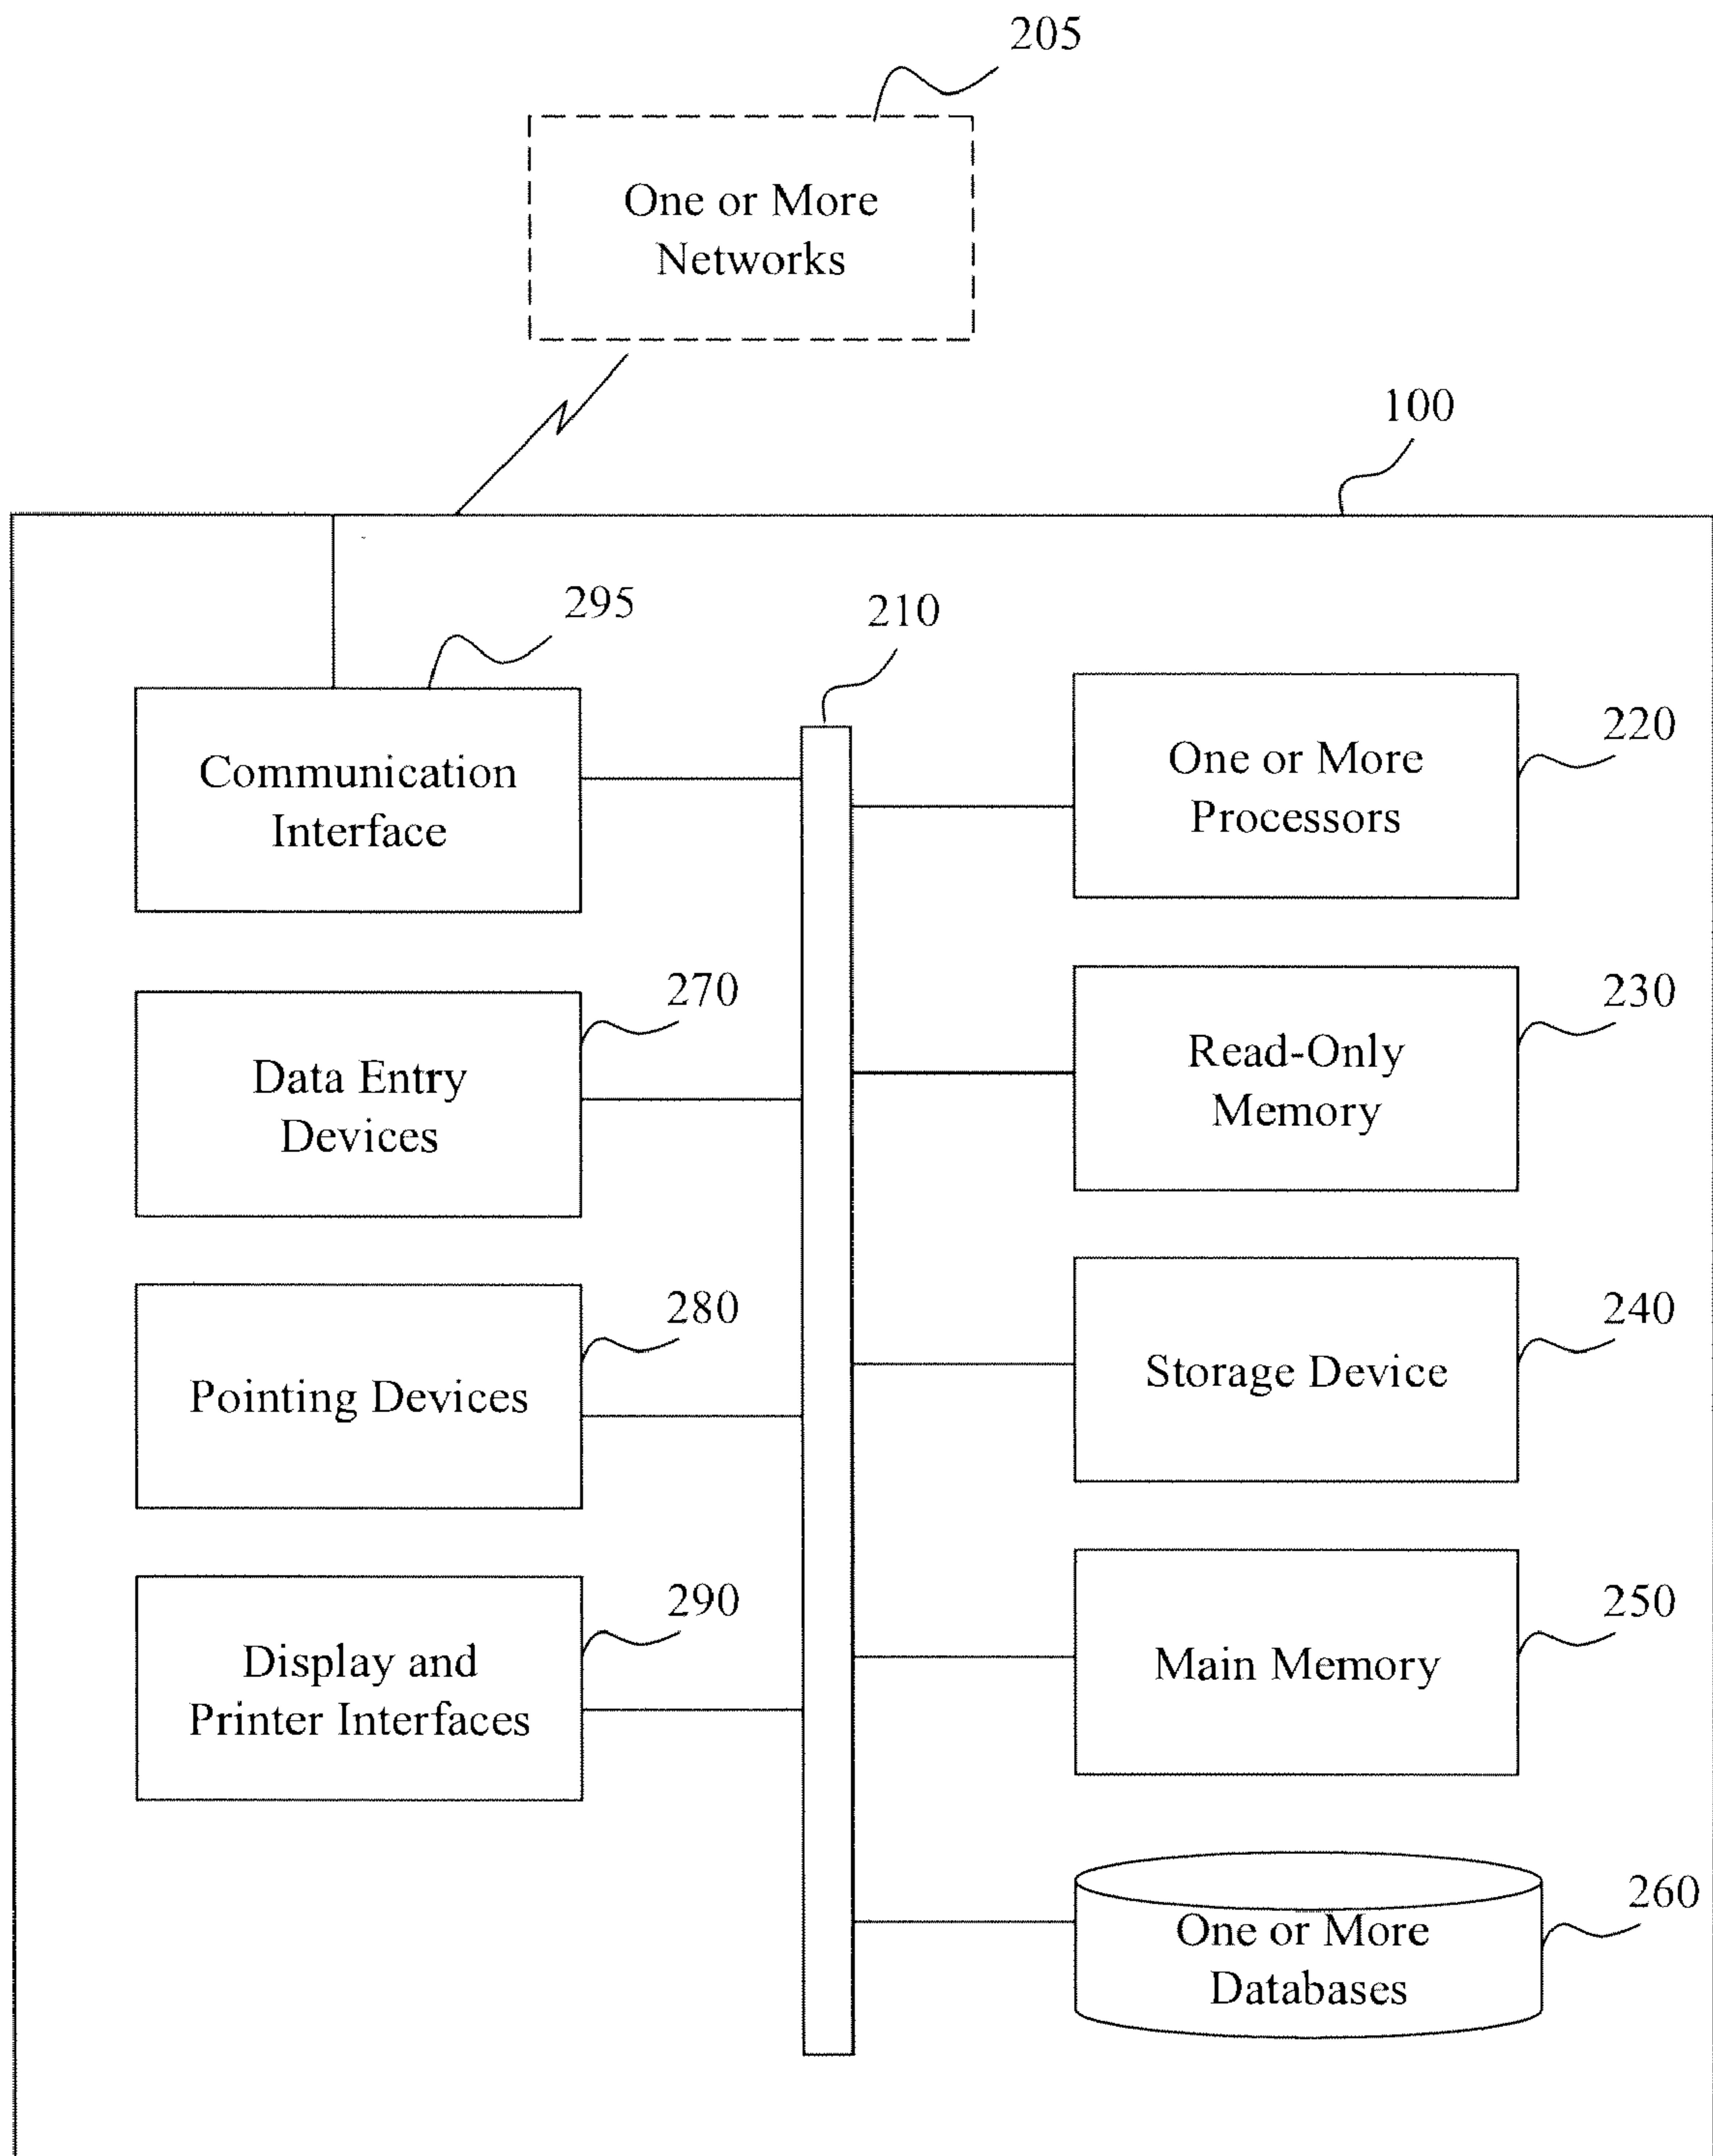 205
One or More
Networks
100
295
210
Communication
Interface
One or More
Processors
220
270
Data Entry
Devices
230
Read-Only
Memory
280
Pointing Devices
240
Storage Device
290
Display and
Printer Interfaces
250
Main Memory
260
One or More
Databases